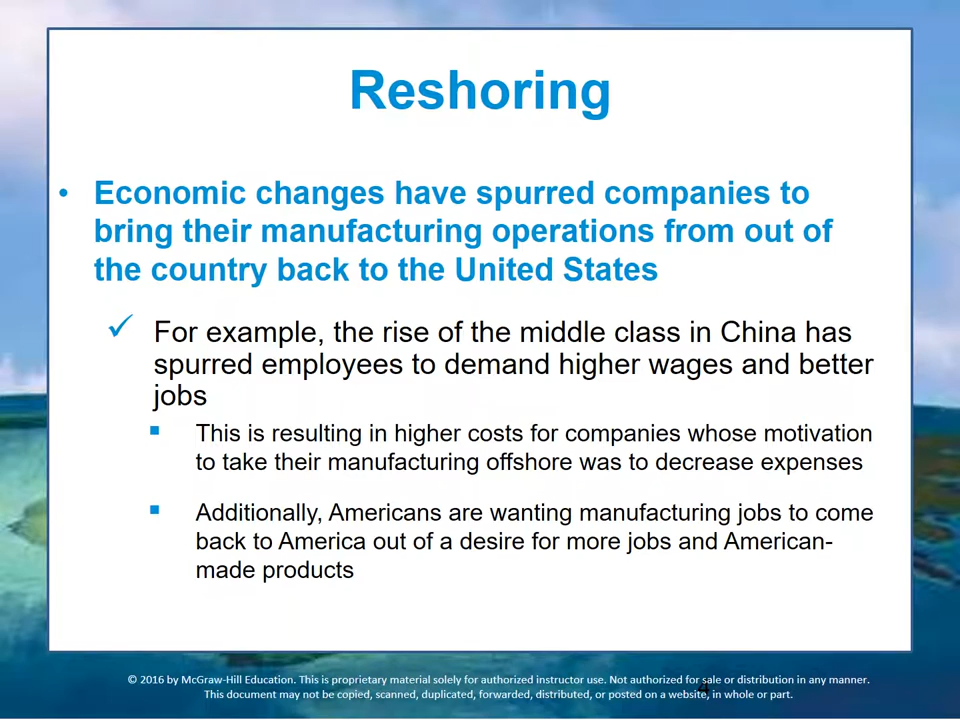 Reshoring
• Economic changes have spurred companies to
bring their manufacturing operations from out of
the country back to the United States
✓ For example, the rise of the middle class in China has
spurred employees to demand higher wages and better
jobs
▪ This is resulting in higher costs for companies whose motivation
to take their manufacturing offshore was to decrease expenses
▪ Additionally, Americans are wanting manufacturing jobs to come
back to America out of a desire for more jobs and American-
made products
© 2016 by McGraw-Hill Education. This is proprietary material solely for authorized instructor use. Not authorized for sale or distribution in any manner.
This document may not be copied, scanned, duplicated, forwarded, distributed, or posted on a website, in whole or part.
4